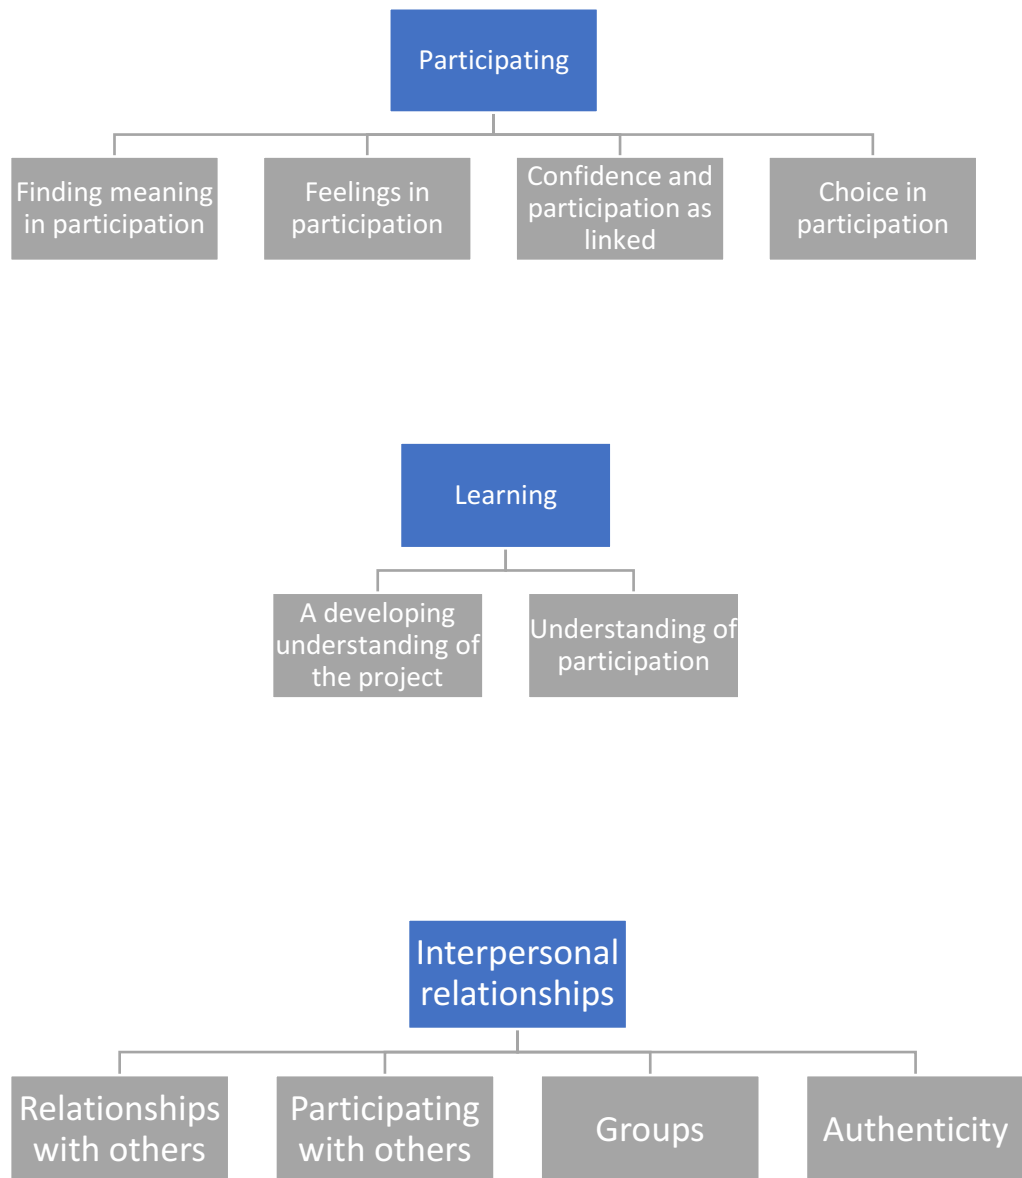 Participating
Finding meaning
in participation
Feelings in
participation
Confidence and
participation as
linked
Choice in
participation
Learning
A developing
understanding of
the project
Understanding of
participation
Interpersonal
relationships
Relationships
with others
Participating
with others
Groups
Authenticity